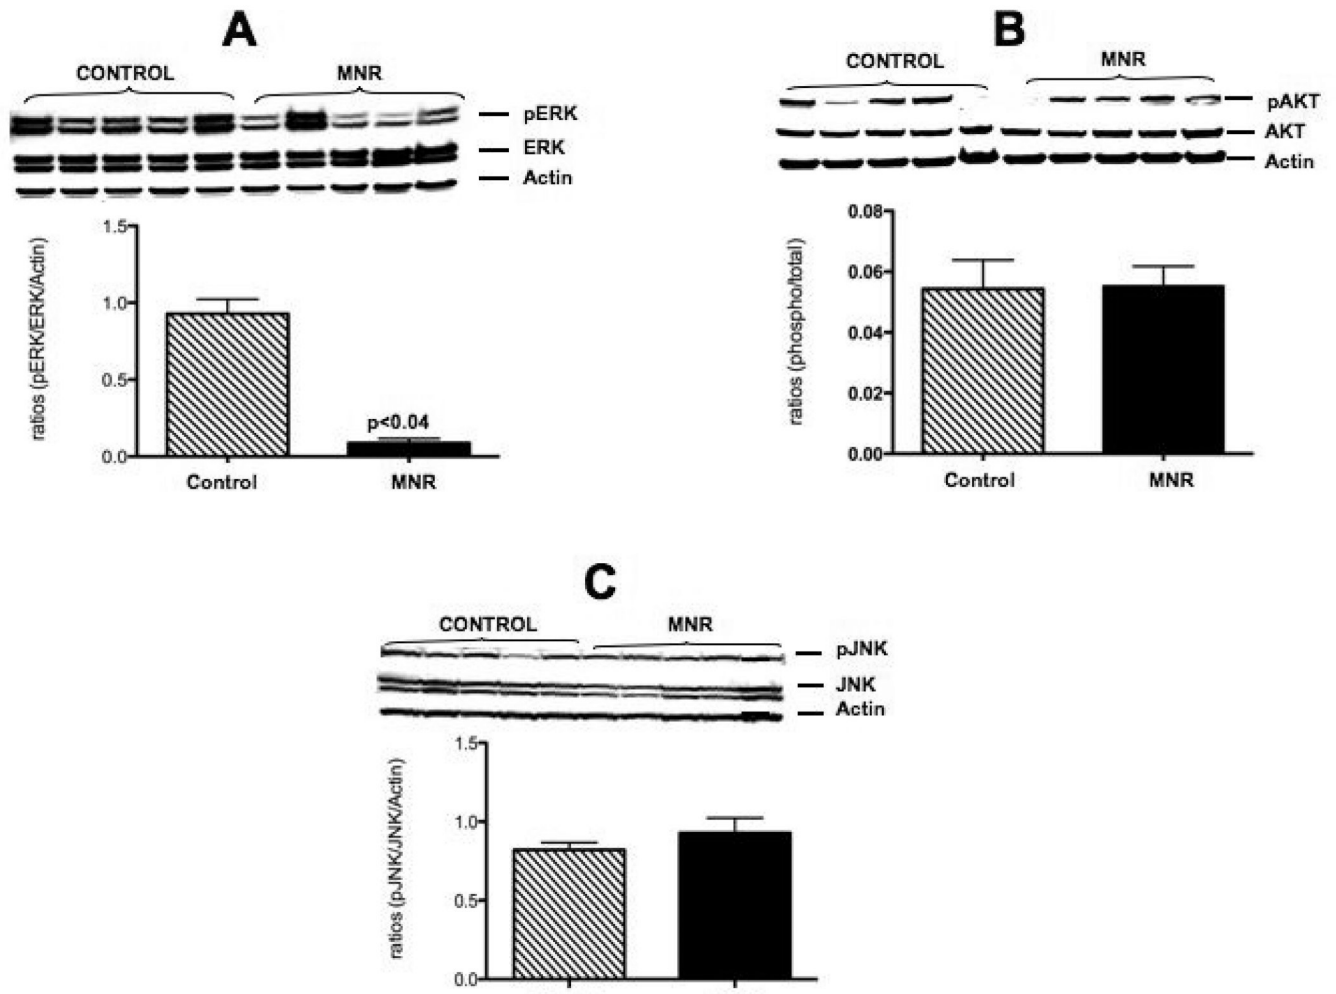 A
CONTROL
MNR
pERK
ERK
Actin
1.5
1.0
0.5
0.0
ratios (pERK/ERK/Actin)
p<0.04
Control
MNR
B
CONTROL
MNR
pAKT
AKT
Actin
0.08
0.06
0.04
0.02
0.00
ratios (phospho/total)
Control
MNR
C
CONTROL
MNR
pJNK
JNK
Actin
1.5
1.0
0.5
0.0
ratios (pJNK/JNK/Actin)